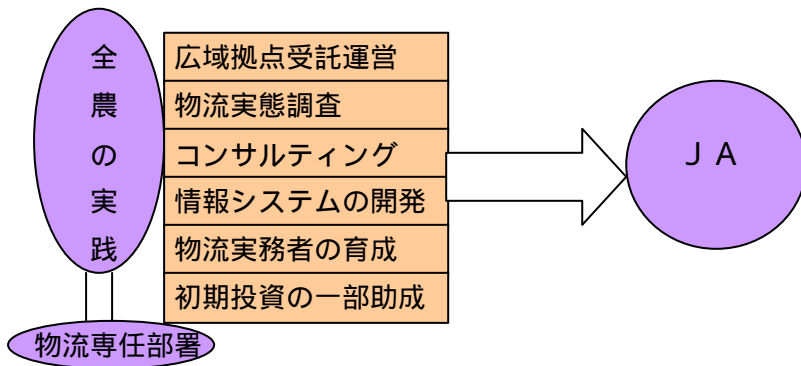 全農の実践
広域拠点受託運営
物流実態調査
コンサルティング
情報システムの開発
物流実務者の育成
初期投資の一部助成
ＪＡ
物流専任部署